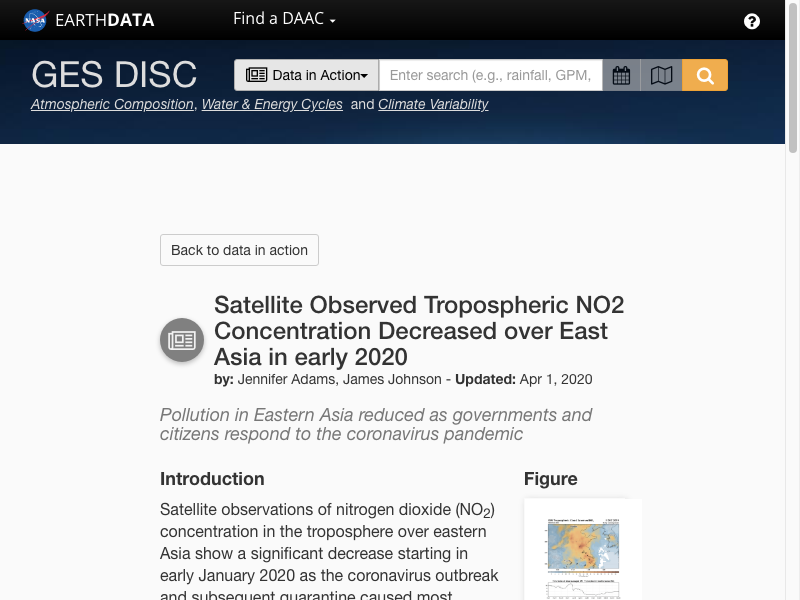 NASA EARTHDATA Find a DAAC
GES DISC
Data in Action Enter search (e.g., rainfall, GPM,
Atmospheric Composition, Water & Energy Cycles and Climate Variability
Back to data in action
Satellite Observed Tropospheric NO2
Concentration Decreased over East
Asia in early 2020
by: Jennifer Adams, James Johnson - Updated: Apr 1, 2020
Pollution in Eastern Asia reduced as governments and
citizens respond to the coronavirus pandemic
Introduction
Satellite observations of nitrogen dioxide (NO2)
concentration in the troposphere over eastern
Asia show a significant decrease starting in
early January 2020 as the coronavirus outbreak
and subsequent quarantine caused most
Figure